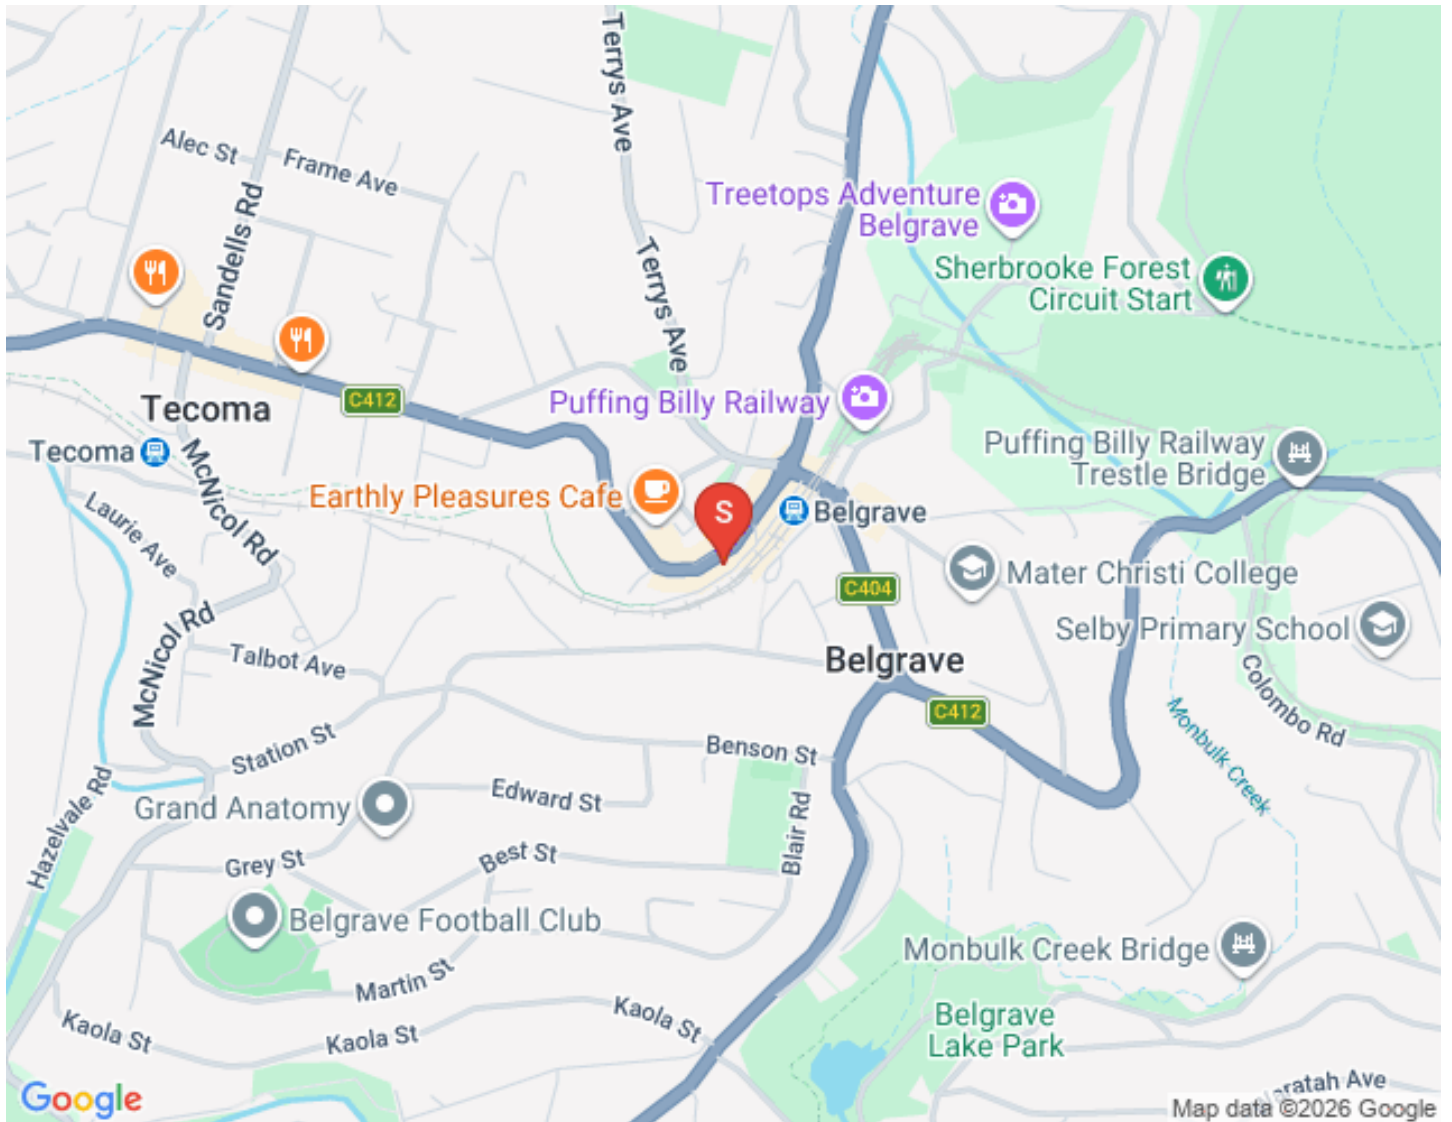 Terrys Ave
Alec St
Frame Ave
Sandells Rd
Treetops Adventure
Belgrave
Sherbrooke Forest
Circuit Start
Terrys Ave
C412
Tecoma
Puffing Billy Railway
Tecoma
Puffing Billy Railway
Trestle Bridge
McNicol Rd
Earthly Pleasures Cafe
S
Belgrave
Laurie Ave
Mater Christi College
C404
Selby Primary School
McNicol Rd
Talbot Ave
Belgrave
Colombo Rd
C412
Station St
Benson St
Monbulk Creek
Hazelvale Rd
Grand Anatomy
Edward St
Blair Rd
Grey St
Best St
Belgrave Football Club
Monbulk Creek Bridge
Martin St
Kaola St
Kaola St
Kaola St
Belgrave
Lake Park
Ave
Google
Map data ©2026 Google